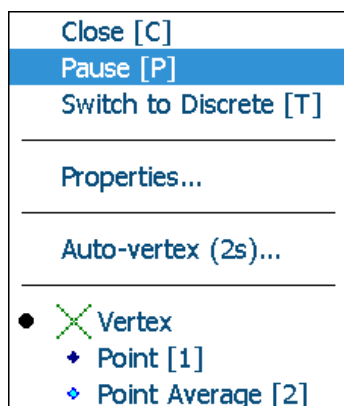 Close [C]
Pause [P]
Switch to Discrete [T]
Properties...
Auto-vertex (2s)...
Vertex
Point [1]
Point Average [2]